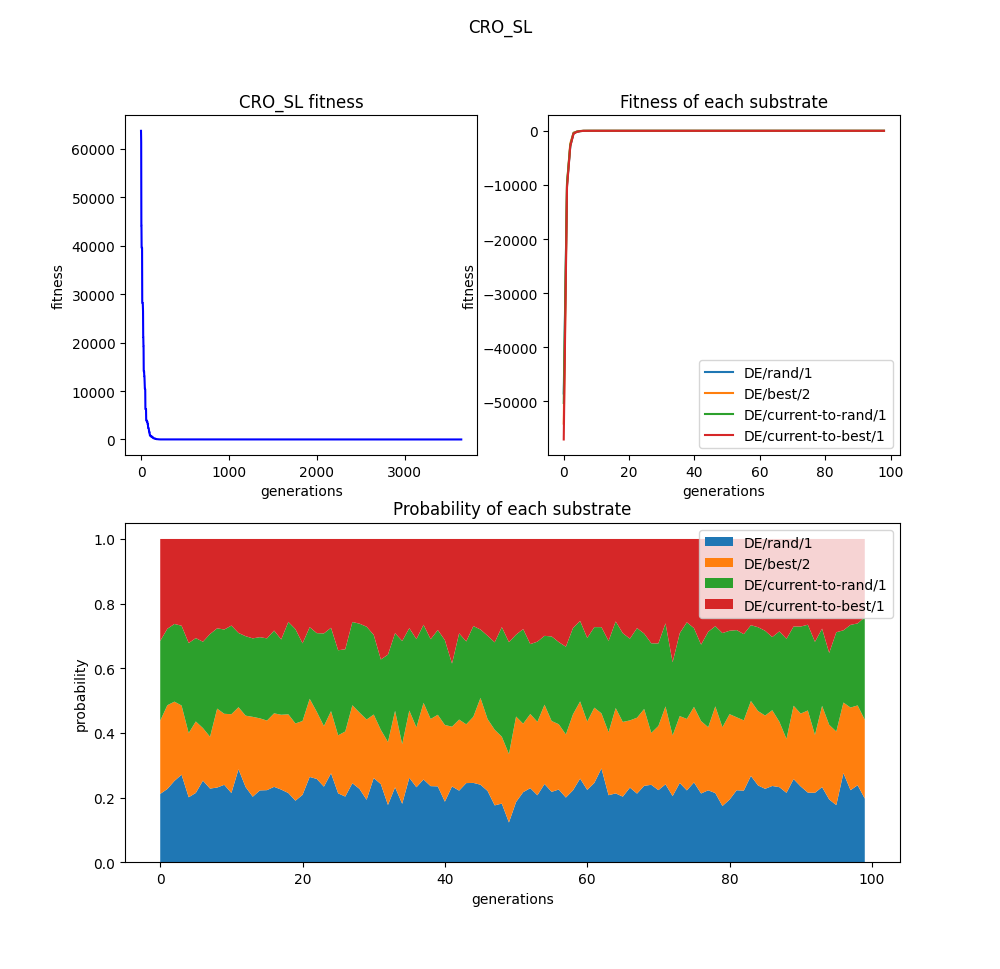 CRO_SL
CRO_SL fitness
fitness
60000
50000
40000
30000
20000
10000
0
0 1000 2000 3000
generations
Fitness of each substrate
fitness
0
−10000
−20000
−30000
−40000
−50000
DE/rand/1
DE/best/2
DE/current-to-rand/1
DE/current-to-best/1
0 20 40 60 80 100
generations
Probability of each substrate
probability
1.0
0.8
0.6
0.4
0.2
0.0
DE/rand/1
DE/best/2
DE/current-to-rand/1
DE/current-to-best/1
0 20 40 60 80 100
generations